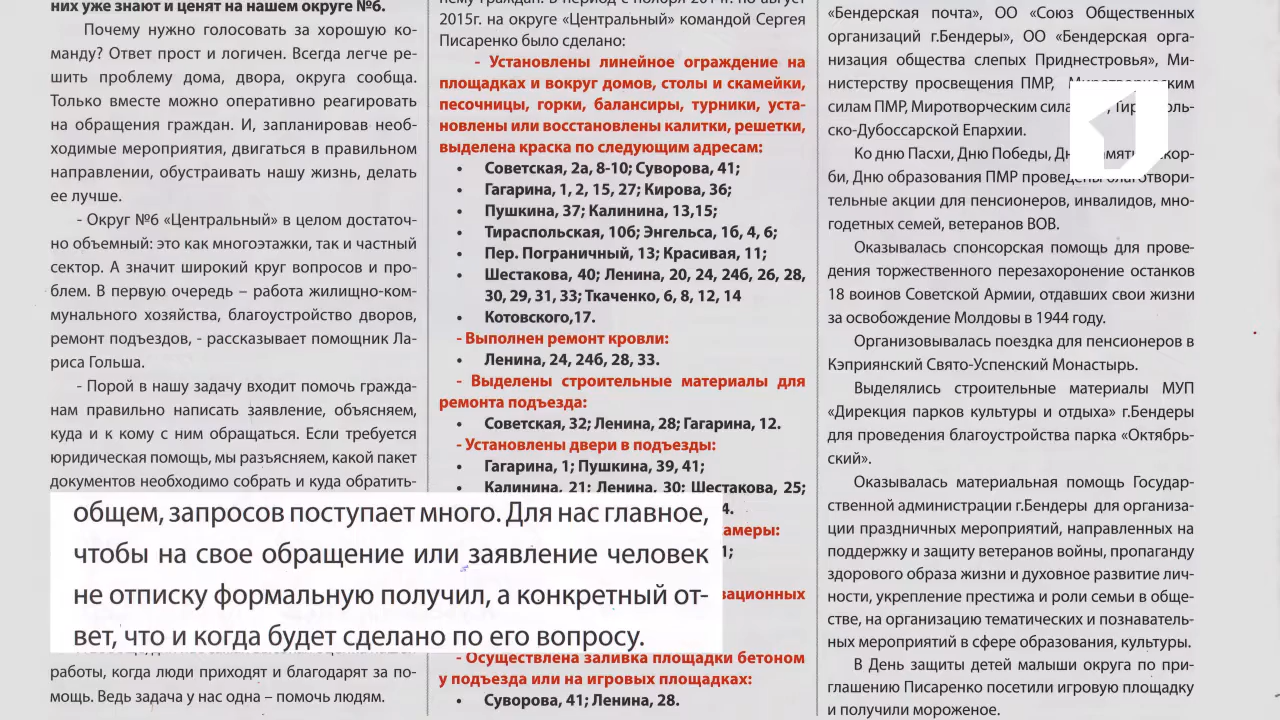 них уже знают и ценят на нашем округе №6.
Почему нужно голосовать за хорошую ко-
манду? Ответ прост и логичен. Всегда легче ре-
шить проблему дома, двора, округа сообща.
Только вместе можно оперативно реагировать
на обращения граждан. И, запланировав необ-
ходимые мероприятия, двигаться в правильном
направлении, обустраивать нашу жизнь, делать
ее лучше.
- Округ №6 «Центральный» в целом достаточ-
но объемный: это как многоэтажки, так и частный
сектор. А значит широкий круг вопросов и про-
блем. В первую очередь – работа жилищно-ком-
мунального хозяйства, благоустройство дворов,
ремонт подъездов, - рассказывает помощник Ла-
риса Гольша.
- Порой в нашу задачу входит помочь гражда-
нам правильно написать заявление, объясняем,
куда и к кому с ним обращаться. Если требуется
юридическая помощь, мы разъясняем, какой пакет
документов необходимо собрать и куда обратить-
общем, запросов поступает много. Для нас главное,
чтобы на свое обращение или заявление человек
не отписку формальную получил, а конкретный от-
вет, что и когда будет сделано по его вопросу.
работы, когда люди приходят и благодарят за по-
мощь. Ведь задача у нас одна – помочь людям.
2015г. на округе «Центральный» командой Сергея
Писаренко было сделано:
- Установлены линейное ограждение на
площадках и вокруг домов, столы и скамейки,
песочницы, горки, балансиры, турники, уста-
новлены или восстановлены калитки, решетки,
выделена краска по следующим адресам:
• Советская, 2а, 8-10; Суворова, 41;
• Гагарина, 1, 2, 15, 27; Кирова, 36;
• Пушкина, 37; Калинина, 13,15;
• Тираспольская, 10б; Энгельса, 1б, 4, 6;
• Пер. Пограничный, 13; Красивая, 11;
• Шестакова, 40; Ленина, 20, 24, 24б, 26, 28,
30, 29, 31, 33; Ткаченко, 6, 8, 12, 14
• Котовского,17.
- Выполнен ремонт кровли:
• Ленина, 24, 24б, 28, 33.
- Выделены строительные материалы для
ремонта подъезда:
• Советская, 32; Ленина, 28; Гагарина, 12.
- Установлены двери в подъезды:
• Гагарина, 1; Пушкина, 39, 41;
• Калинина, 21; Ленина, 30; Шестакова, 25;
4.
амеры:
1;
вационных
- Осуществлена заливка площадки бетоном
у подъезда или на игровых площадках:
• Суворова, 41; Ленина, 28.
«Бендерская почта», ОО «Союз Общественных
организаций г.Бендеры», ОО «Бендерская орга-
низация общества слепых Приднестровья», Ми-
нистерству просвещения ПМР, Миротворческим
силам ПМР, Миротворческим
ско-Дубоссарской Епархии.
Ко дню Пасхи, Дню Победы,
би, Дню образования ПМР проведены благотвори-
тельные акции для пенсионеров, инвалидов, мно-
годетных семей, ветеранов ВОВ.
Оказывалась спонсорская помощь для прове-
дения торжественного перезахоронение останков
18 воинов Советской Армии, отдавших свои жизни
за освобождение Молдовы в 1944 году.
Организовывалась поездка для пенсионеров в
Кэприянский Свято-Успенский Монастырь.
Выделялись строительные материалы МУП
«Дирекция парков культуры и отдыха» г.Бендеры
для проведения благоустройства парка «Октябрь-
ский».
Оказывалась материальная помощь Государ-
ственной администрации г.Бендеры для организа-
ции праздничных мероприятий, направленных на
поддержку и защиту ветеранов войны, пропаганду
здорового образа жизни и духовное развитие лич-
ности, укрепление престижа и роли семьи в обще-
стве, на организацию тематических и познаватель-
ных мероприятий в сфере образования, культуры.
В День защиты детей малыши округа по при-
глашению Писаренко посетили игровую площадку
и получили мороженое.